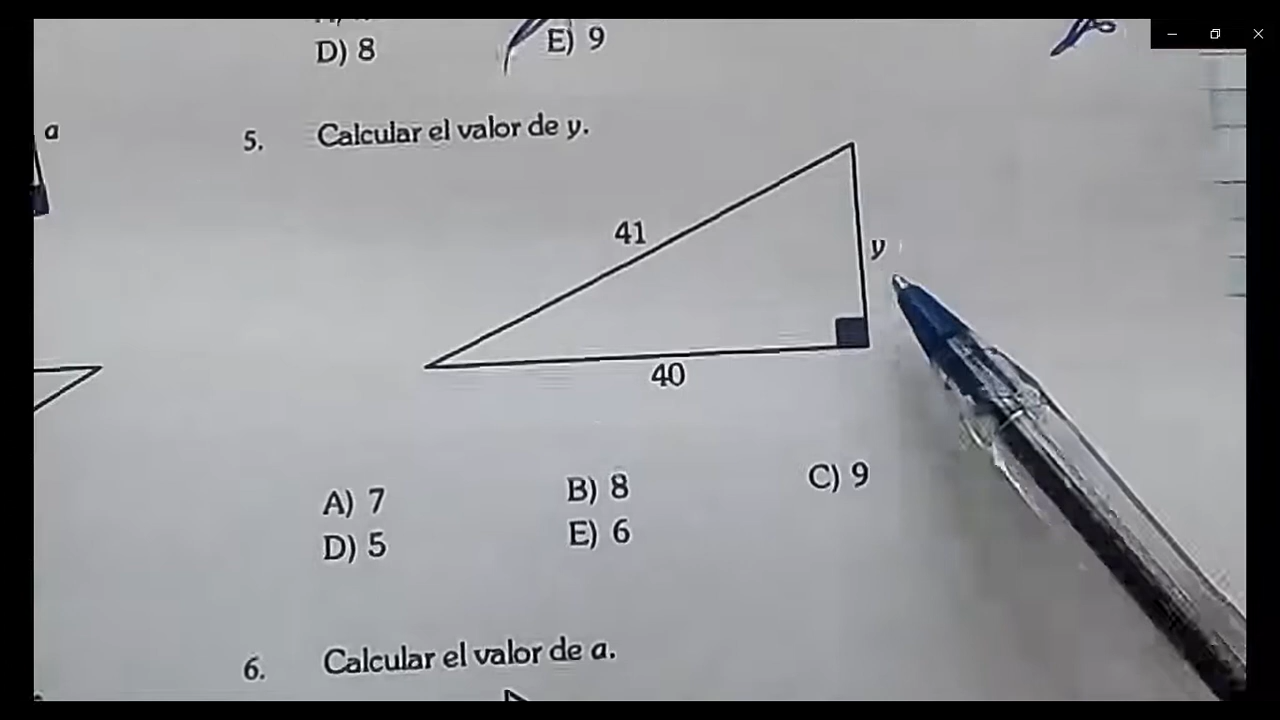 D) 8 E) 9
a
5. Calcular el valor de y.
41
y
40
A) 7 B) 8 C) 9
D) 5 E) 6
6. Calcular el valor de a.